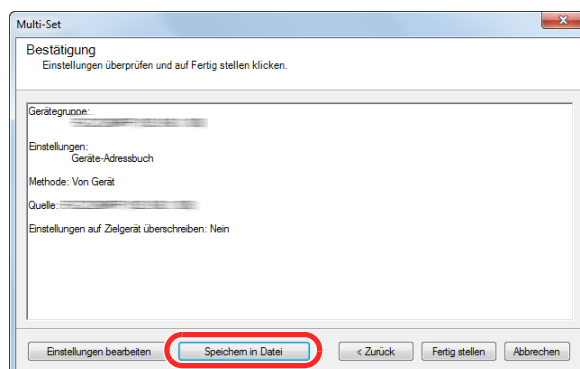 Multi-Set
Bestätigung
Einstellungen überprüfen und auf Fertig stellen klicken.
Gerätegruppe:
Einstellungen:
Geräte-Adressbuch
Methode: Von Gerät
Quelle:
Einstellungen auf Zielgerät überschreiben: Nein
Einstellungen bearbeiten
Speichern in Datei
< Zurück
Fertig stellen
Abbrechen